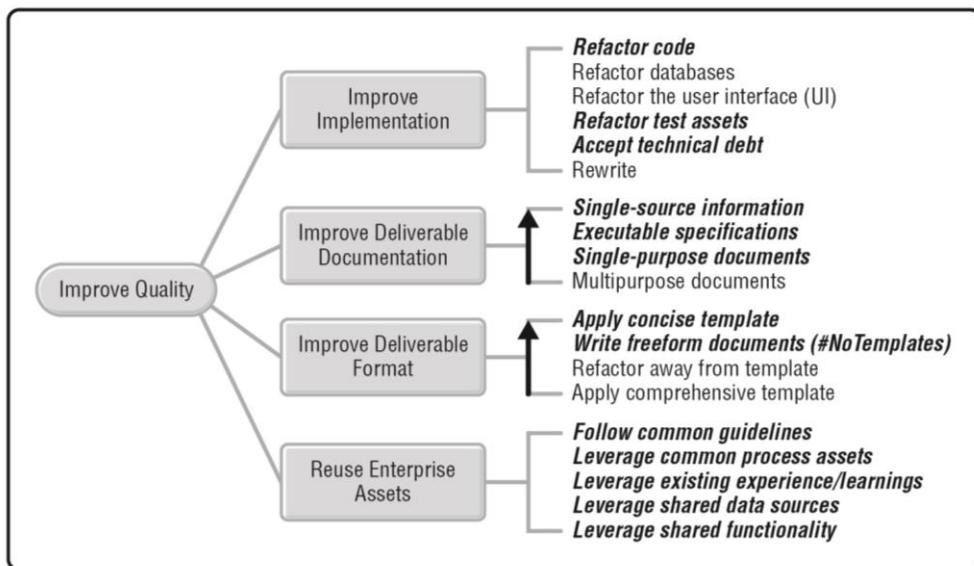 Improve Quality
Improve
Implementation
Refactor code
Refactor databases
Refactor the user interface (UI)
Refactor test assets
Accept technical debt
Rewrite
Improve Deliverable
Documentation
Single-source information
Executable specifications
Single-purpose documents
Multipurpose documents
Improve Deliverable
Format
Apply concise template
Write freeform documents (#NoTemplates)
Refactor away from template
Apply comprehensive template
Reuse Enterprise
Assets
Follow common guidelines
Leverage common process assets
Leverage existing experience/learnings
Leverage shared data sources
Leverage shared functionality